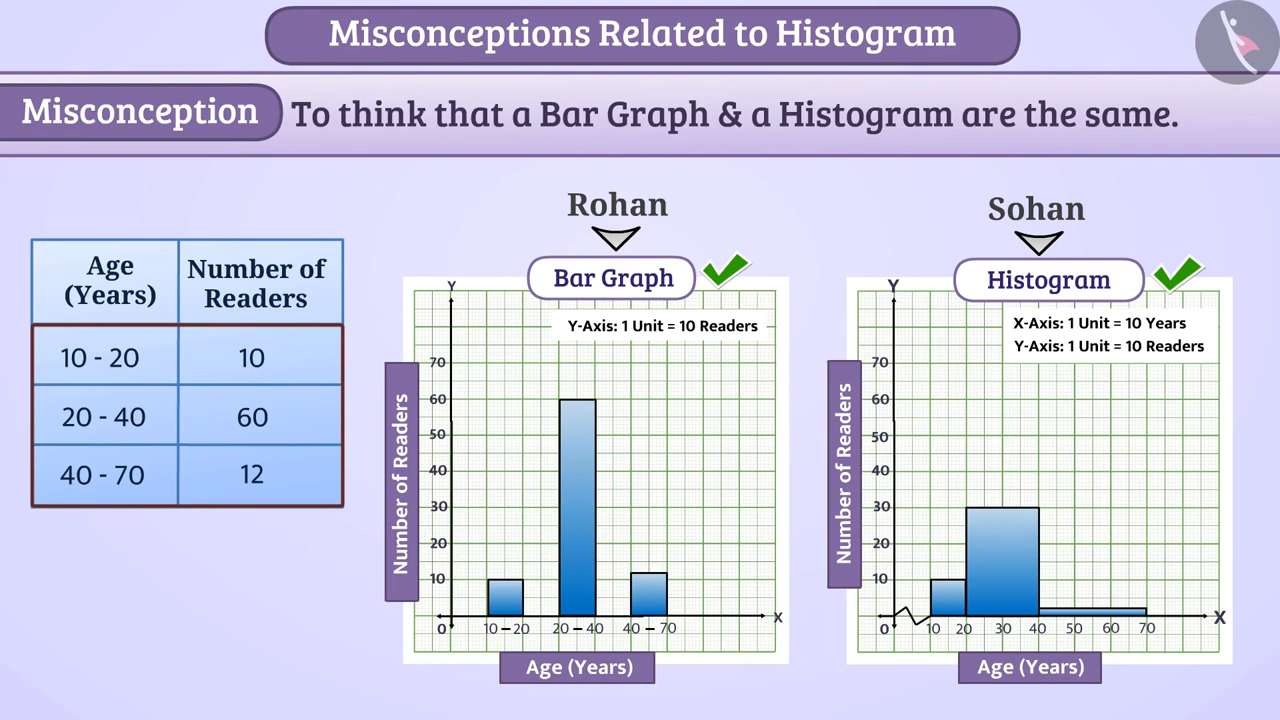 Misconceptions Related to Histogram
Misconception To think that a Bar Graph & a Histogram are the same.
Age (Years) Number of Readers
10 - 20 10
20 - 40 60
40 - 70 12
Rohan
Bar Graph
Y
Y-Axis: 1 Unit = 10 Readers
70
60
50
40
30
20
10
0
10 – 20 20 – 40 40 – 70
X
Number of Readers
Age (Years)
Sohan
Histogram
Y
X-Axis: 1 Unit = 10 Years
Y-Axis: 1 Unit = 10 Readers
70
60
50
40
30
20
10
0
10 20 30 40 50 60 70
X
Number of Readers
Age (Years)